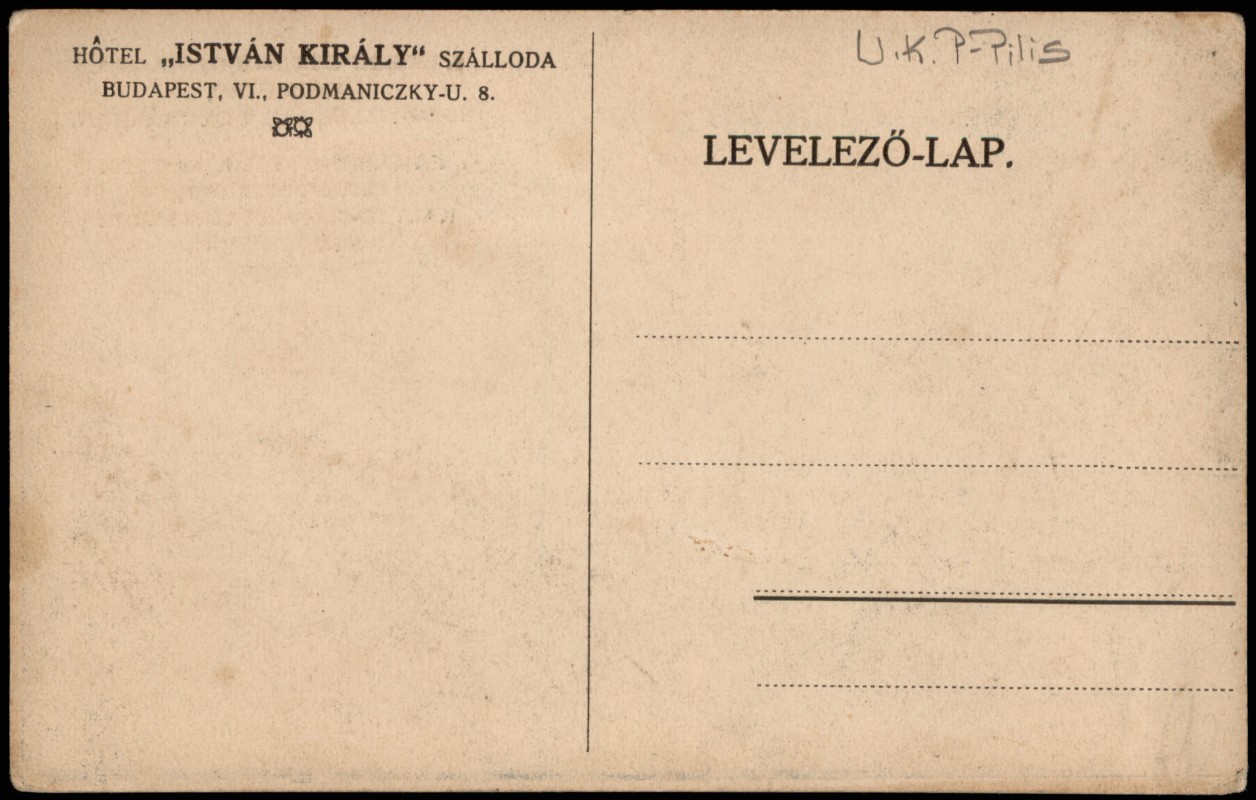 HÔTEL „ISTVÁN KIRÁLY“ SZÁLLODA
BUDAPEST, VI., PODMANICZKY-U. 8.
U.K.P-Pilis
LEVELEZŐ-LAP.